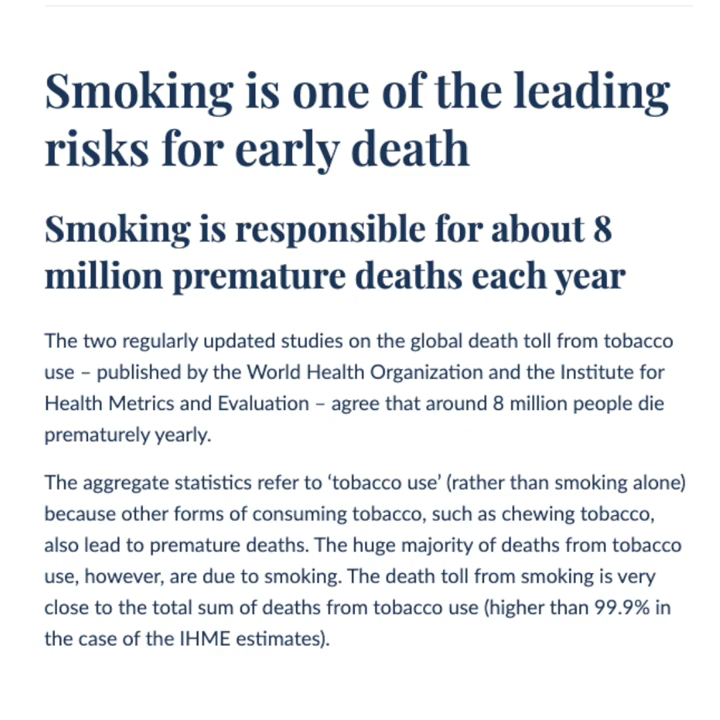 Smoking is one of the leading
risks for early death
Smoking is responsible for about 8
million premature deaths each year
The two regularly updated studies on the global death toll from tobacco
use – published by the World Health Organization and the Institute for
Health Metrics and Evaluation – agree that around 8 million people die
prematurely yearly.
The aggregate statistics refer to ‘tobacco use’ (rather than smoking alone)
because other forms of consuming tobacco, such as chewing tobacco,
also lead to premature deaths. The huge majority of deaths from tobacco
use, however, are due to smoking. The death toll from smoking is very
close to the total sum of deaths from tobacco use (higher than 99.9% in
the case of the IHME estimates).